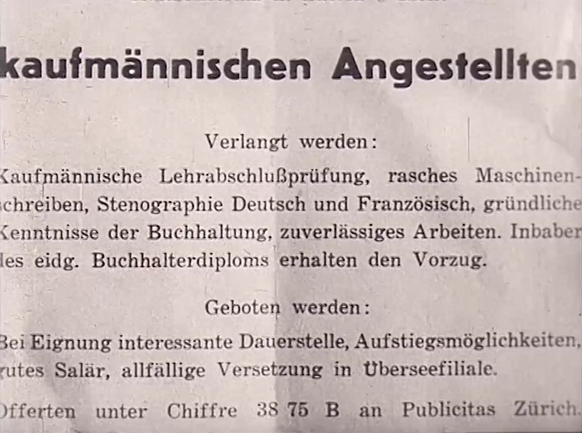 kaufmännischen Angestellten
Verlangt werden:
Kaufmännische Lehrabschlußprüfung, rasches Maschinen-
schreiben, Stenographie Deutsch und Französisch, gründliche
Kenntnisse der Buchhaltung, zuverlässiges Arbeiten. Inbaber
des eidg. Buchhalterdiploms erhalten den Vorzug.
Geboten werden:
Bei Eignung interessante Dauerstelle, Aufstiegsmöglichkeiten,
gutes Salär, allfällige Versetzung in Überseefiliale.
Offerten unter Chiffre 38 75 B an Publicitas Zürich.